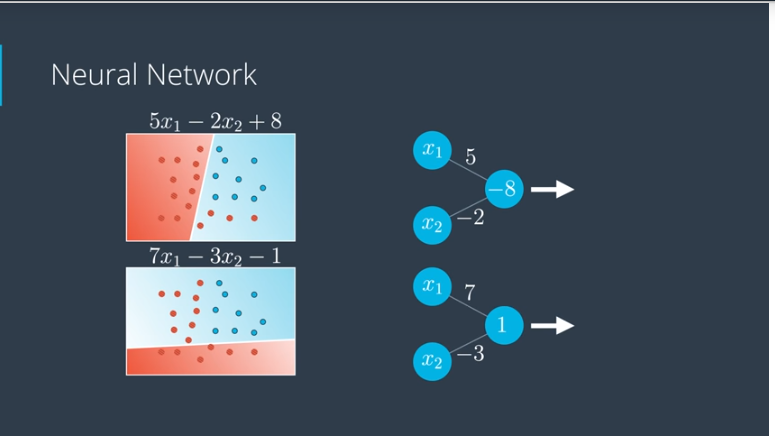 Neural Network
5x₁ − 2x₂ + 8
x₁
5
−8
x₂
−2
7x₁ − 3x₂ − 1
x₁
7
1
x₂
−3